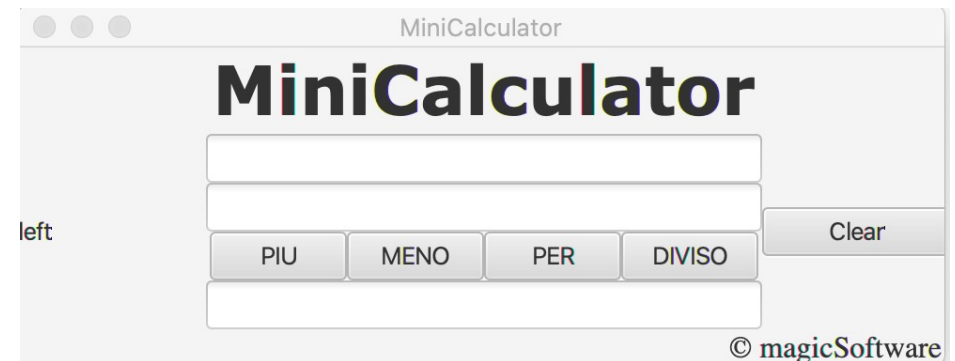 MiniCalculator
MiniCalculator
left
PIU MENO PER DIVISO
Clear
© magicSoftware